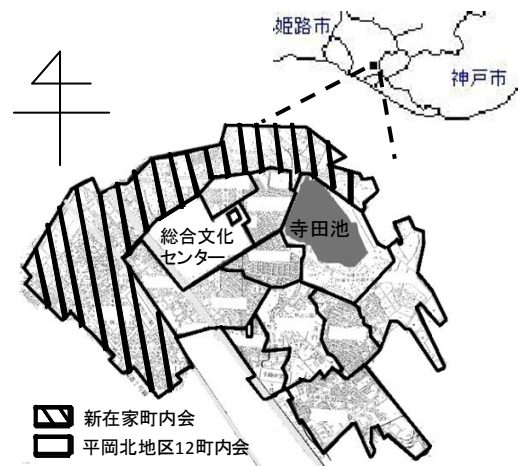 姫路市
神戸市
総合文化
センター
寺田池
新在家町内会
平岡北地区12町内会